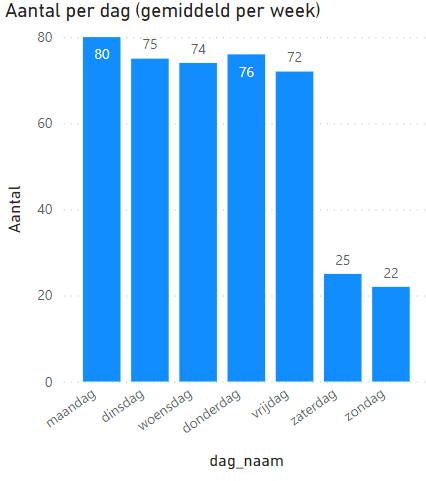 Aantal per dag (gemiddeld per week)
Aantal
80
60
40
20
0
80
75
74
76
72
25
22
maandag
dinsdag
woensdag
donderdag
vrijdag
zaterdag
zondag
dag_naam